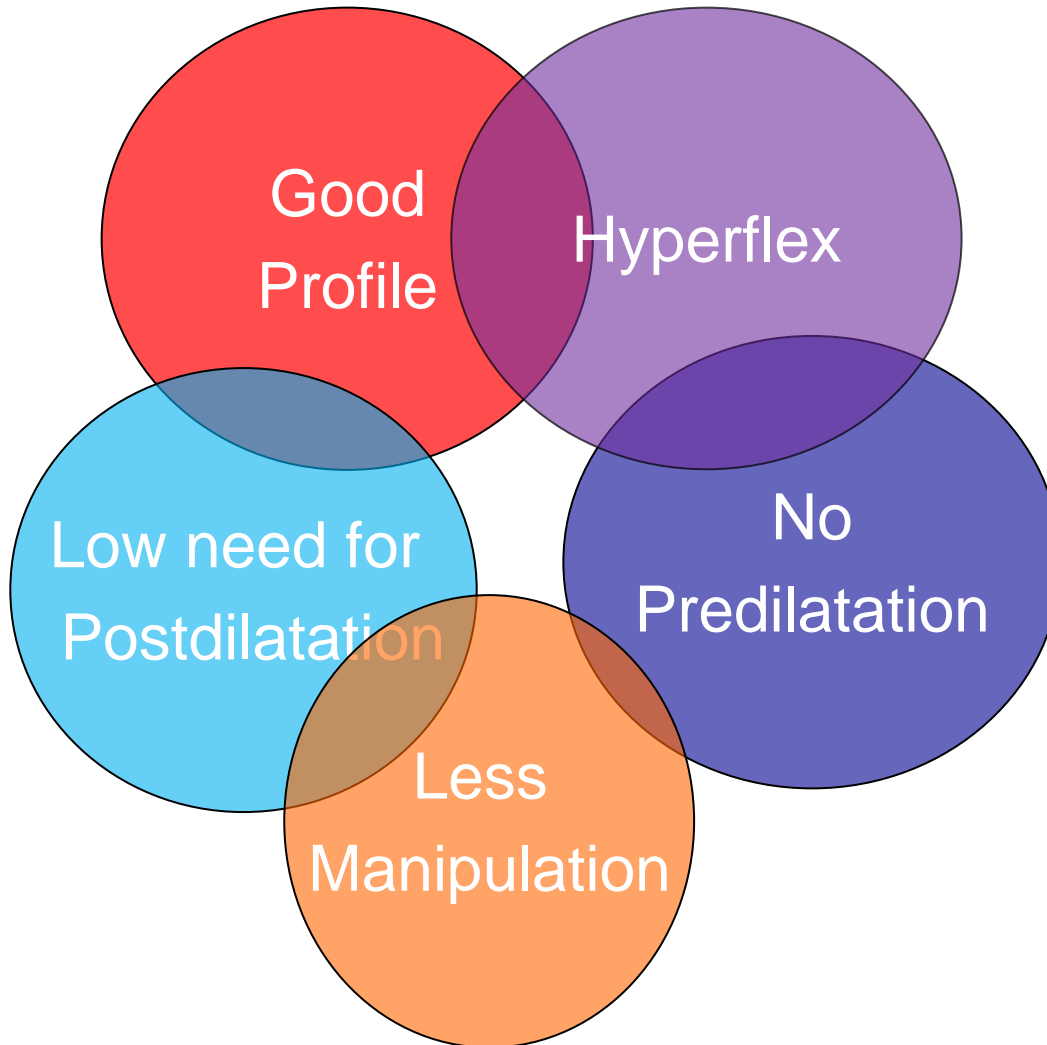 Good
Profile
Hyperflex
Low need for
Postdilatation
No
Predilatation
Less
Manipulation